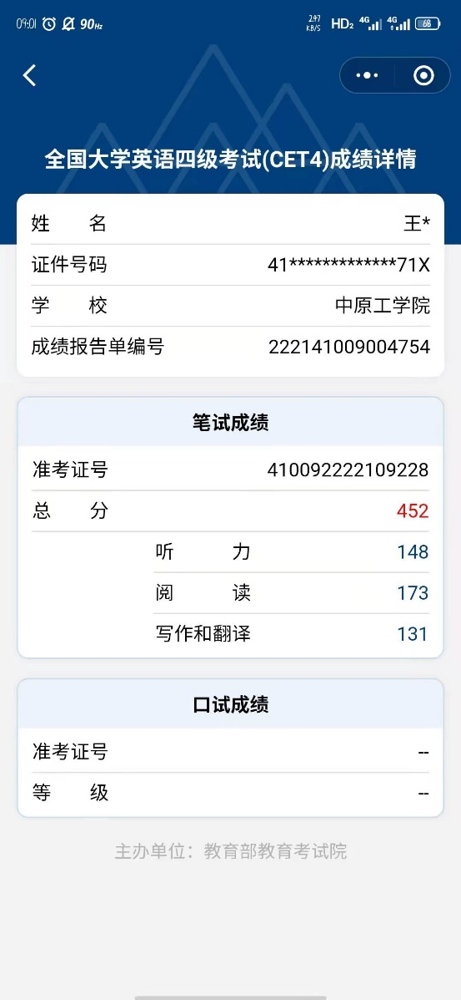 09:01 90Hz 2.47 KB/S HD2 4G 4G 68
全国大学英语四级考试(CET4)成绩详情
姓 名 王*
证件号码 41*************71X
学 校 中原工学院
成绩报告单编号 222141009004754
笔试成绩
准考证号 410092222109228
总 分 452
听 力 148
阅 读 173
写作和翻译 131
口试成绩
准考证号 --
等 级 --
主办单位：教育部教育考试院